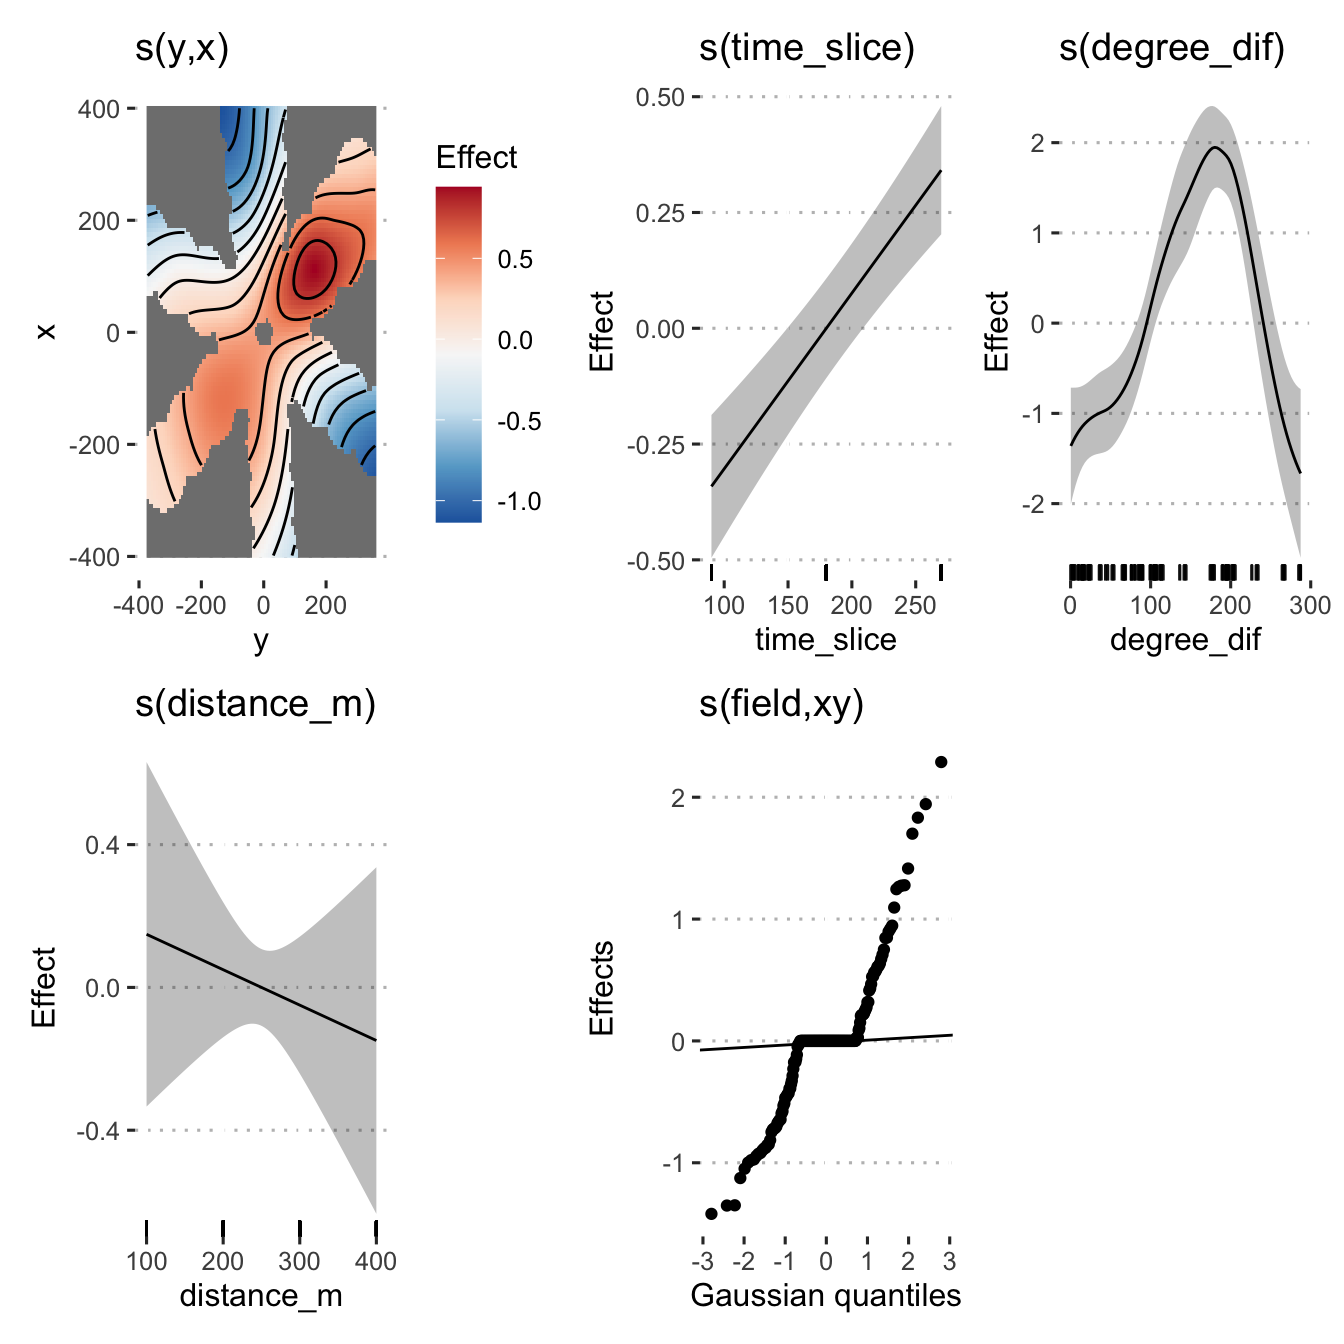 s(y,x)
400
200
0
-200
-400
x
-400 -200 0 200
y
Effect
0.5
0.0
-0.5
-1.0
s(time_slice)
0.50
0.25
0.00
-0.25
-0.50
Effect
100 150 200 250
time_slice
s(degree_dif)
2
1
0
-1
-2
Effect
0 100 200 300
degree_dif
s(distance_m)
0.4
0.0
-0.4
Effect
100 200 300 400
distance_m
s(field,xy)
2
1
0
-1
Effects
-3 -2 -1 0 1 2 3
Gaussian quantiles